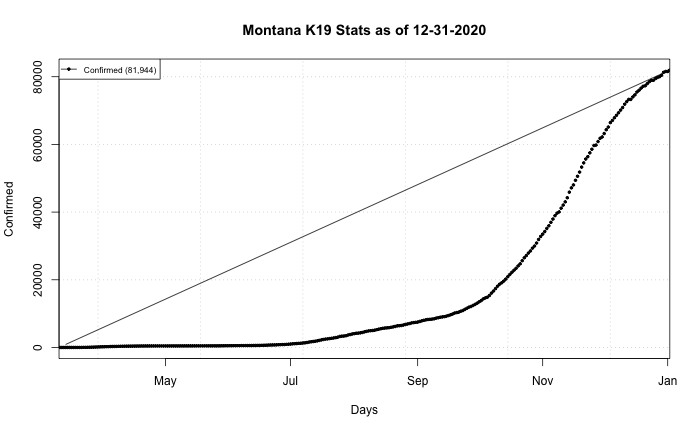 Montana K19 Stats as of 12-31-2020
Confirmed (81,944)
80000
60000
40000
20000
0
Confirmed
May Jul Sep Nov Jan
Days